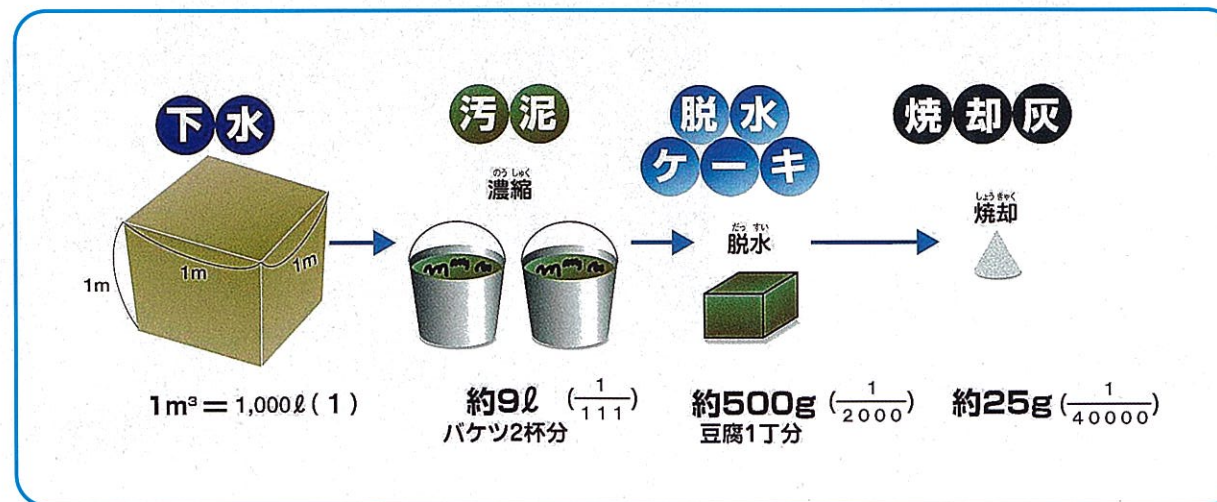 下水
汚泥
脱水
ケーキ
焼却灰
のうしゅく
濃縮
だっすい
脱水
しょうきゃく
焼却
1m
1m
1m
1m³＝1,000ℓ(1)
約9ℓ (1/111)
バケツ2杯分
約500g (1/2000)
豆腐1丁分
約25g (1/40000)